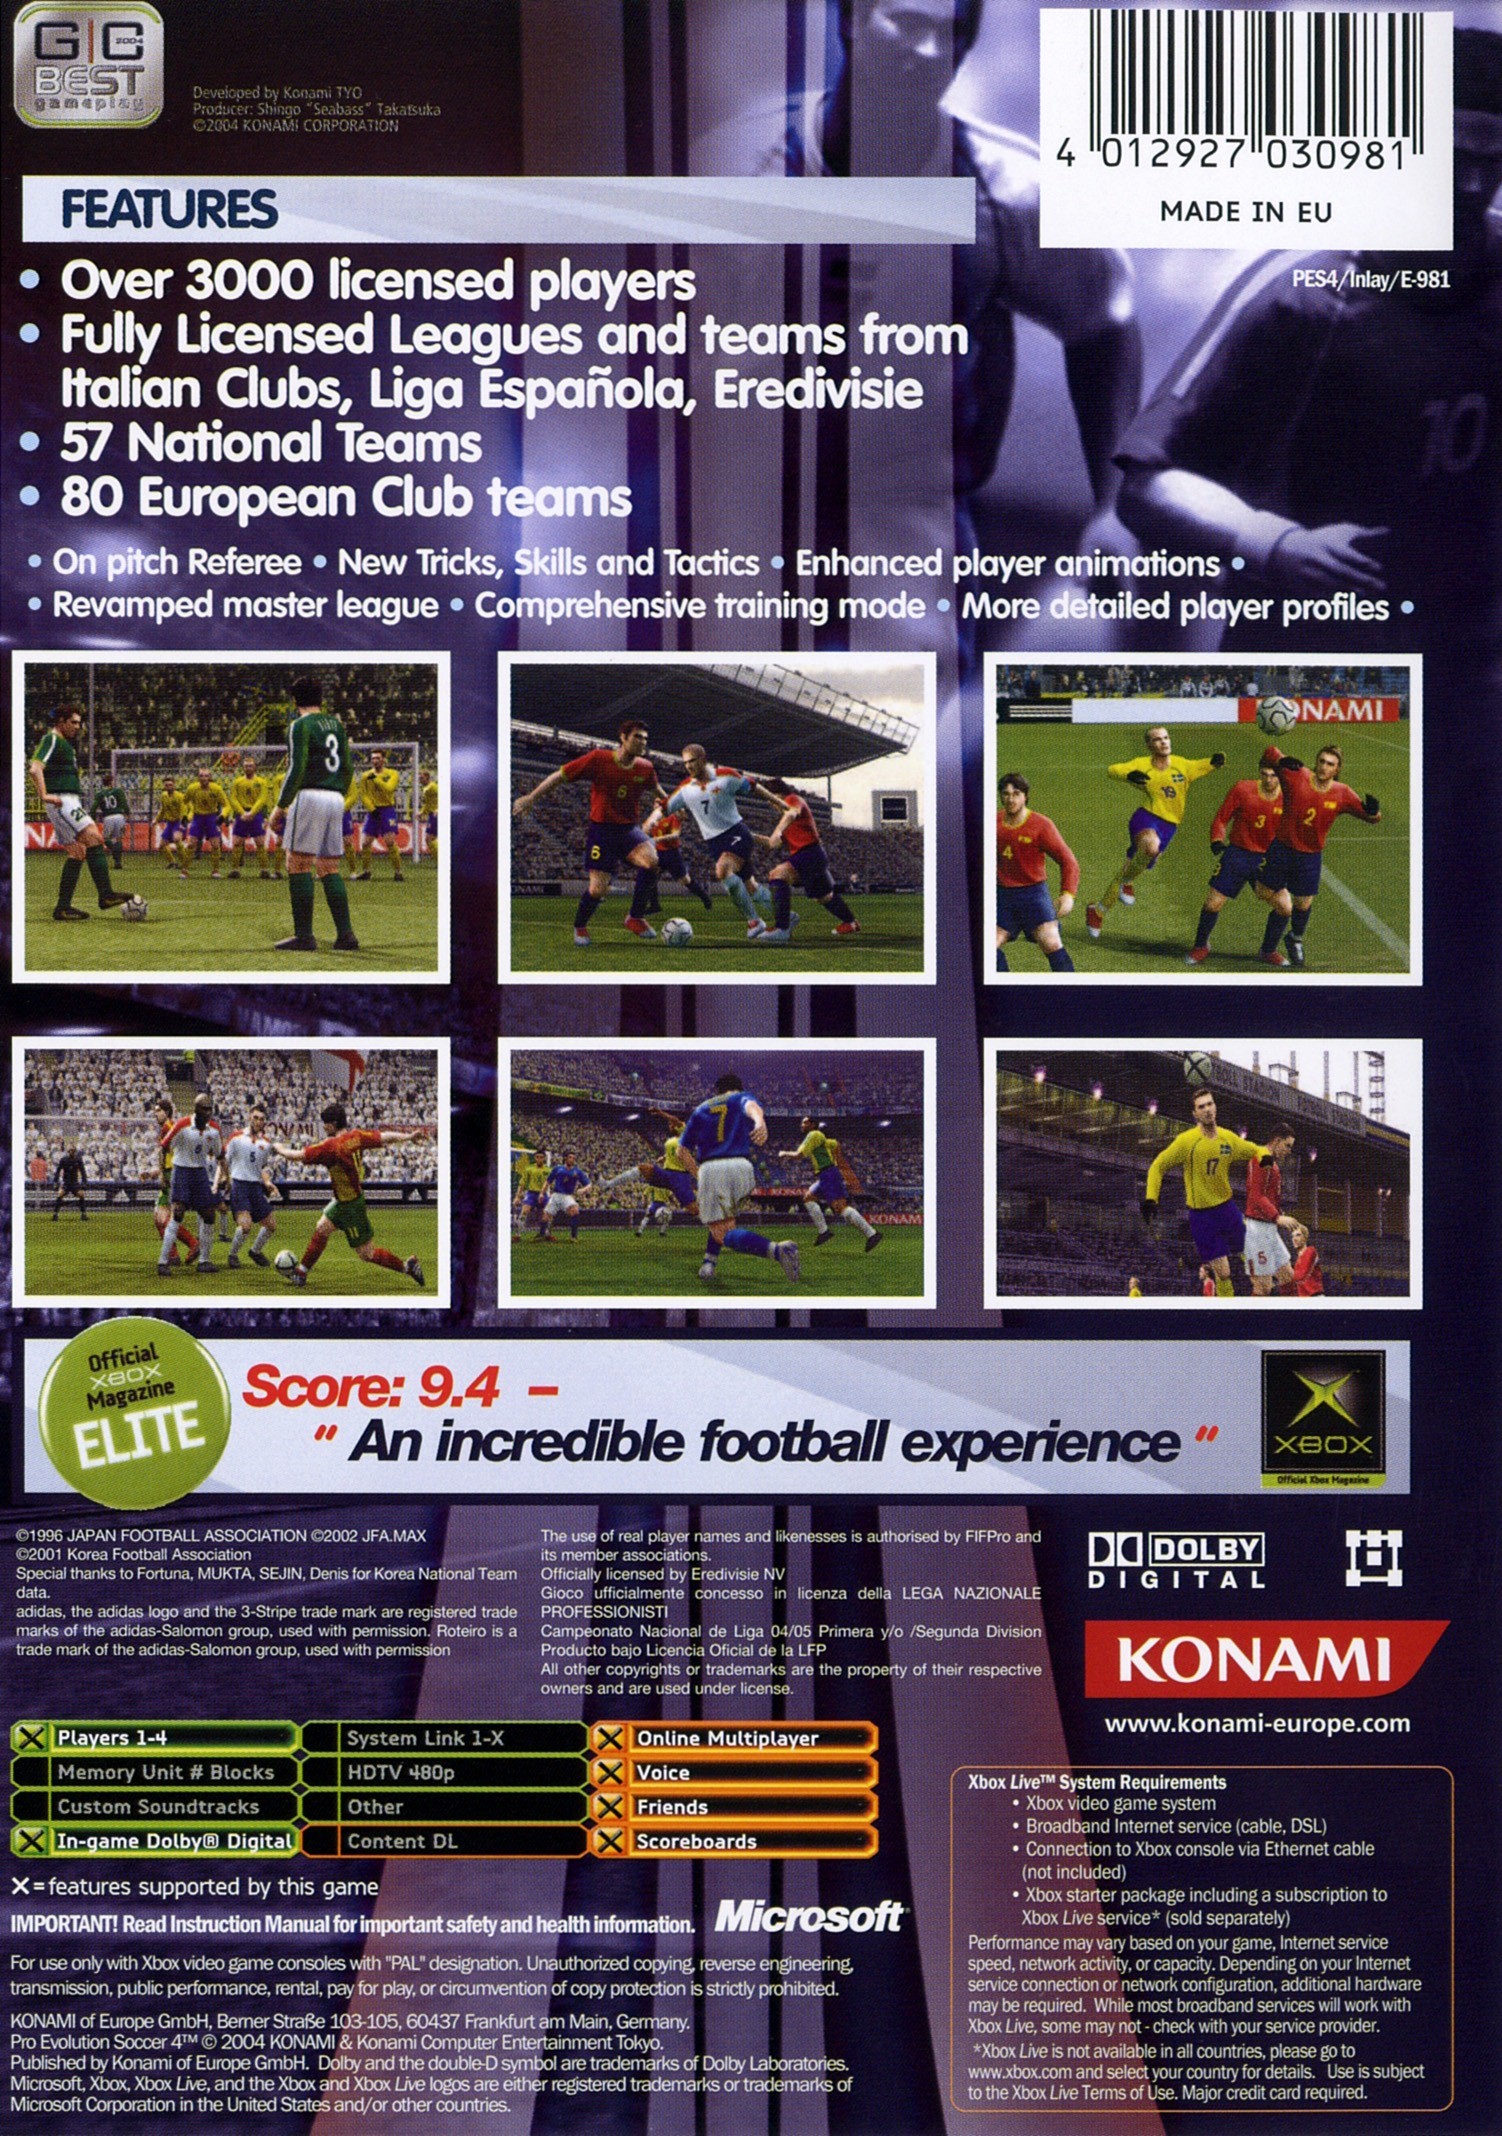 G|C 2004
BEST
gameplay
Developed by Konami TYO
Producer: Shingo "Seabass" Takatsuka
©2004 KONAMI CORPORATION
4 012927 030981
MADE IN EU
PES4/Inlay/E-981
FEATURES
• Over 3000 licensed players
• Fully Licensed Leagues and teams from
Italian Clubs, Liga Española, Eredivisie
• 57 National Teams
• 80 European Club teams
• On pitch Referee • New Tricks, Skills and Tactics • Enhanced player animations •
• Revamped master league • Comprehensive training mode • More detailed player profiles •
3
10
6
6
7
7
KONAMI
19
4
3
2
5
7
KONAMI
17
5
Official
XBOX
Magazine
ELITE
Score: 9.4 –
" An incredible football experience "
XBOX
Official Xbox Magazine
©1996 JAPAN FOOTBALL ASSOCIATION ©2002 JFA.MAX
©2001 Korea Football Association
Special thanks to Fortuna, MUKTA, SEJIN, Denis for Korea National Team
data.
adidas, the adidas logo and the 3-Stripe trade mark are registered trade
marks of the adidas-Salomon group, used with permission. Roteiro is a
trade mark of the adidas-Salomon group, used with permission
The use of real player names and likenesses is authorised by FIFPro and
its member associations.
Officially licensed by Eredivisie NV
Gioco ufficialmente concesso in licenza della LEGA NAZIONALE
PROFESSIONISTI
Campeonato Nacional de Liga 04/05 Primera y/o /Segunda Division
Producto bajo Licencia Oficial de la LFP
All other copyrights or trademarks are the property of their respective
owners and are used under license.
DOLBY
DIGITAL
KONAMI
www.konami-europe.com
Players 1-4
System Link 1-X
Online Multiplayer
Memory Unit # Blocks
HDTV 480p
Voice
Custom Soundtracks
Other
Friends
In-game Dolby® Digital
Content DL
Scoreboards
X=features supported by this game
IMPORTANT! Read Instruction Manual for important safety and health information.
Microsoft
For use only with Xbox video game consoles with "PAL" designation. Unauthorized copying, reverse engineering,
transmission, public performance, rental, pay for play, or circumvention of copy protection is strictly prohibited.
KONAMI of Europe GmbH, Berner Straße 103-105, 60437 Frankfurt am Main, Germany.
Pro Evolution Soccer 4™ © 2004 KONAMI & Konami Computer Entertainment Tokyo.
Published by Konami of Europe GmbH. Dolby and the double-D symbol are trademarks of Dolby Laboratories.
Microsoft, Xbox, Xbox Live, and the Xbox and Xbox Live logos are either registered trademarks or trademarks of
Microsoft Corporation in the United States and/or other countries.
Xbox Live™ System Requirements
• Xbox video game system
• Broadband Internet service (cable, DSL)
• Connection to Xbox console via Ethernet cable
(not included)
• Xbox starter package including a subscription to
Xbox Live service* (sold separately)
Performance may vary based on your game, Internet service
speed, network activity, or capacity. Depending on your Internet
service connection or network configuration, additional hardware
may be required. While most broadband services will work with
Xbox Live, some may not - check with your service provider.
*Xbox Live is not available in all countries, please go to
www.xbox.com and select your country for details. Use is subject
to the Xbox Live Terms of Use. Major credit card required.